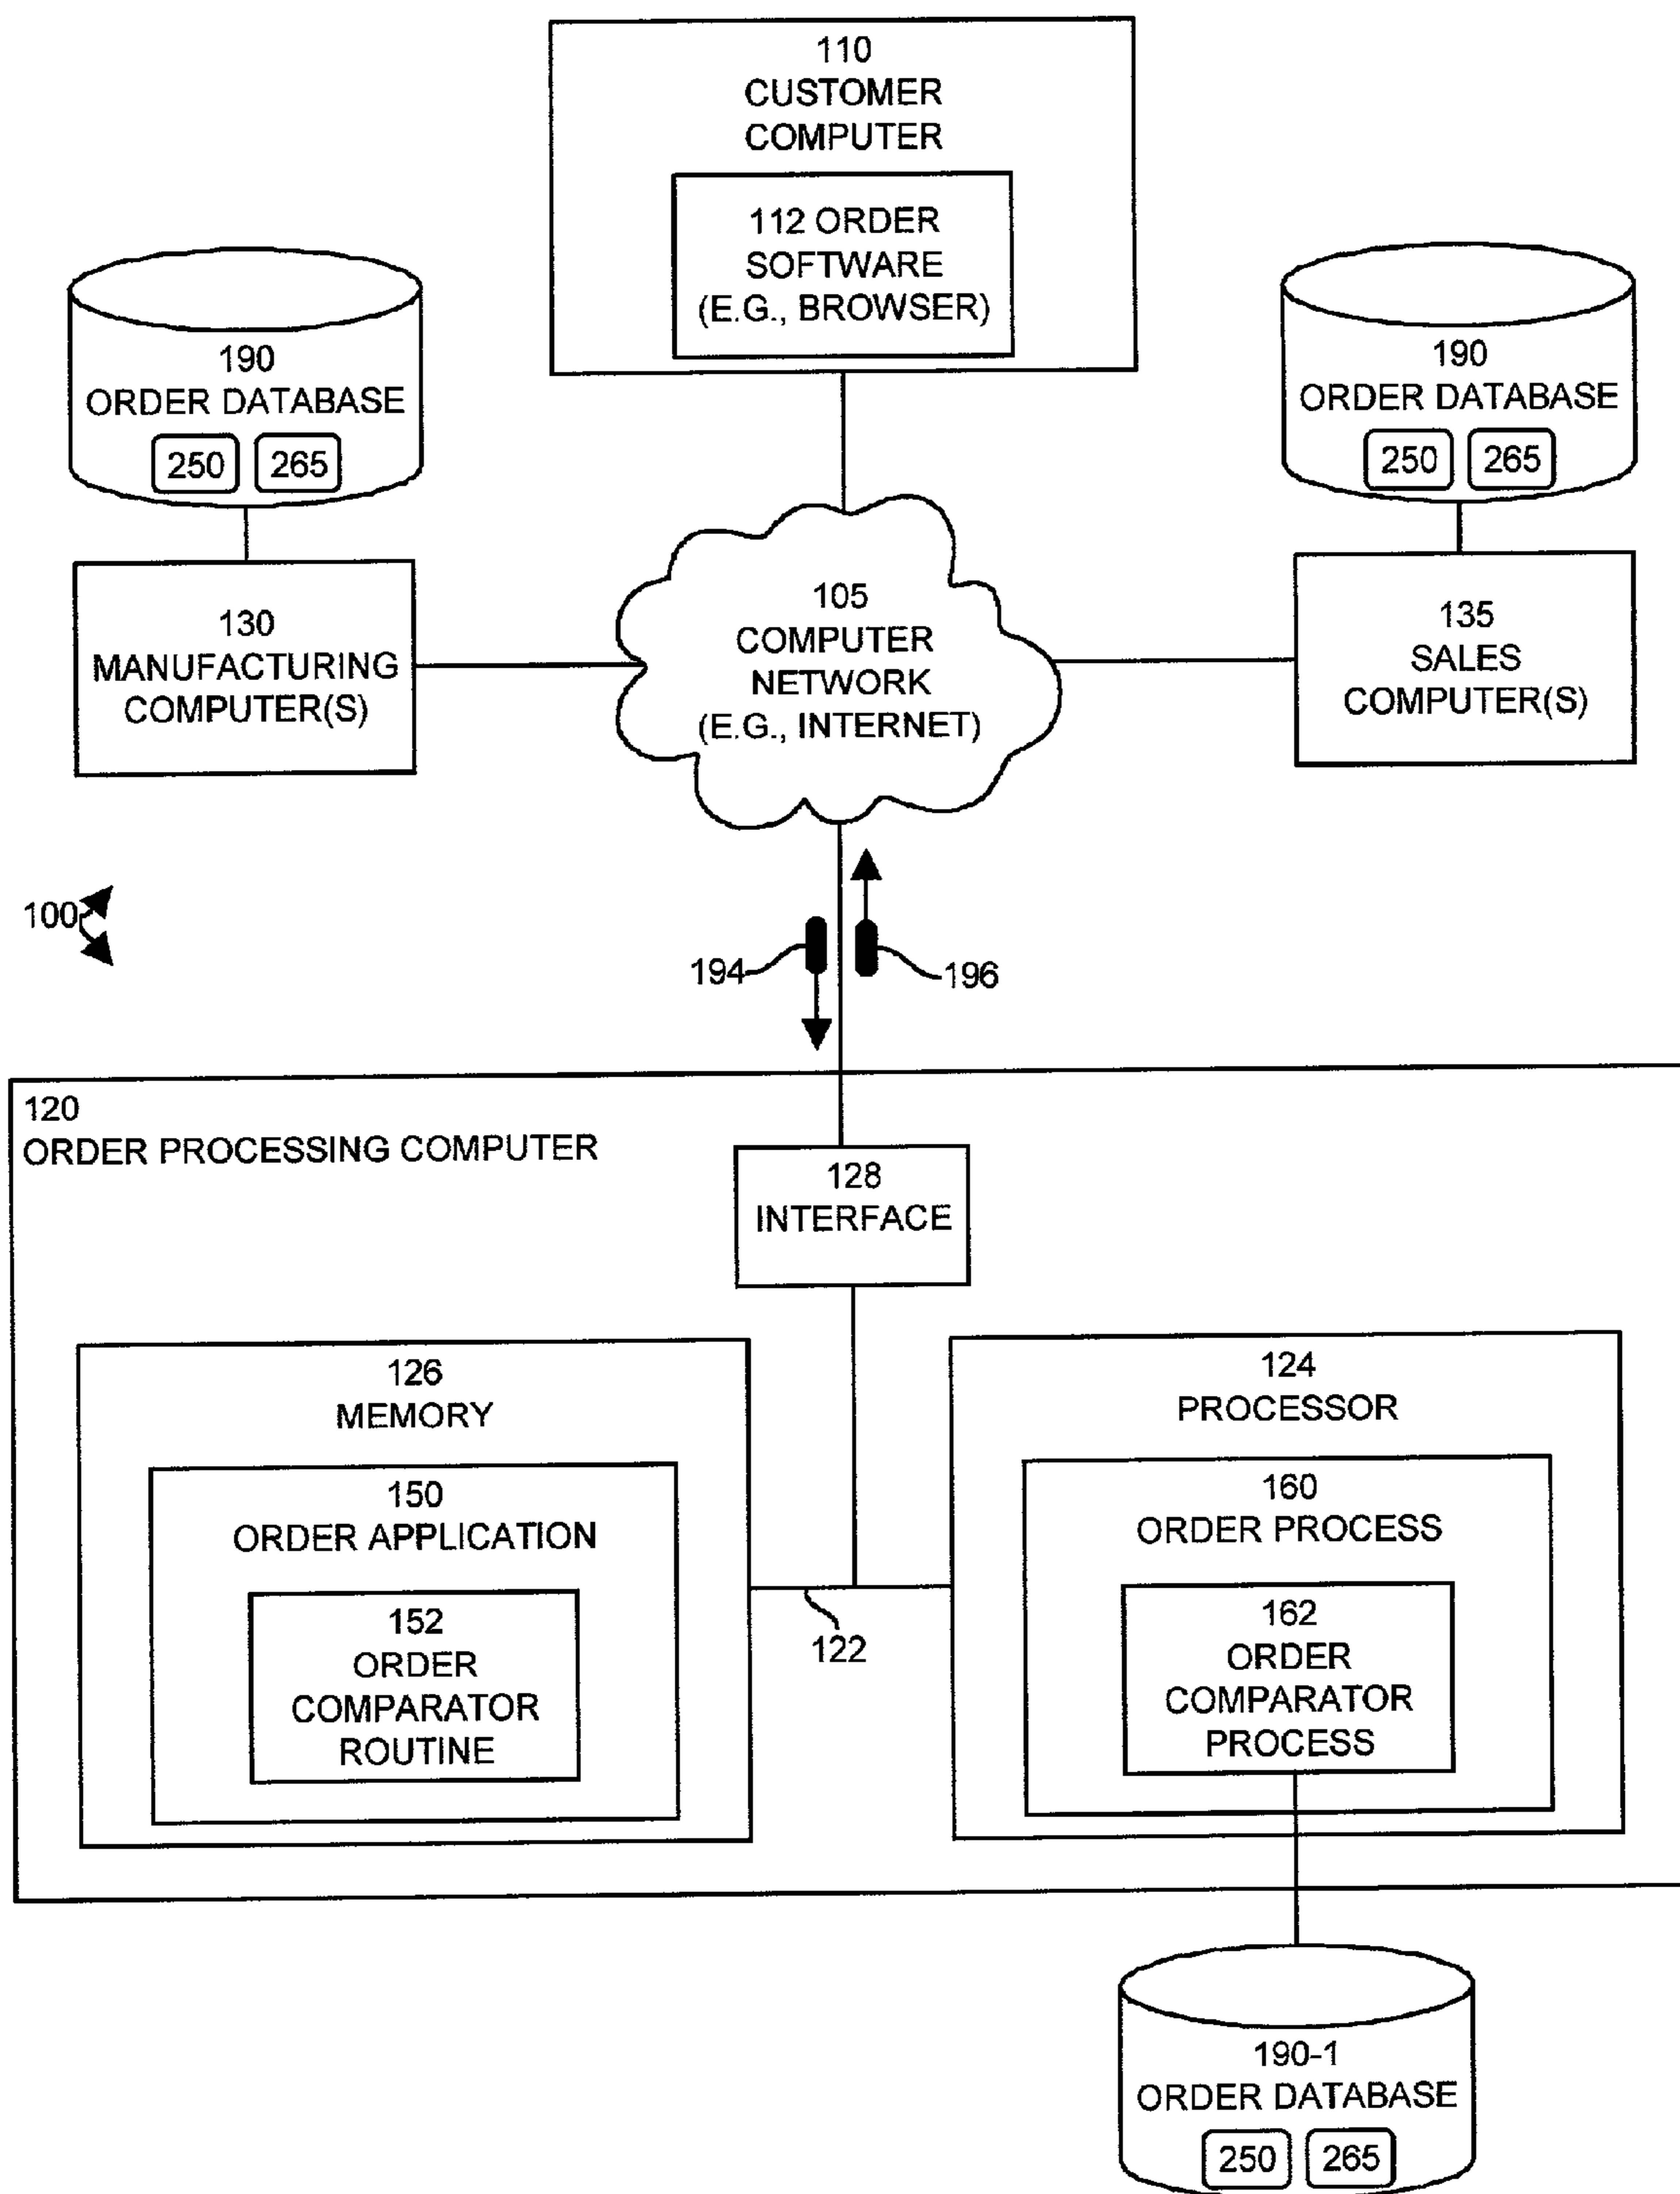 110
CUSTOMER
COMPUTER
112 ORDER
SOFTWARE
(E.G., BROWSER)
190
ORDER DATABASE
250 265
190
ORDER DATABASE
250 265
130
MANUFACTURING
COMPUTER(S)
105
COMPUTER
NETWORK
(E.G., INTERNET)
135
SALES
COMPUTER(S)
100
194
196
120
ORDER PROCESSING COMPUTER
128
INTERFACE
126
MEMORY
150
ORDER APPLICATION
152
ORDER
COMPARATOR
ROUTINE
122
124
PROCESSOR
160
ORDER PROCESS
162
ORDER
COMPARATOR
PROCESS
190-1
ORDER DATABASE
250 265